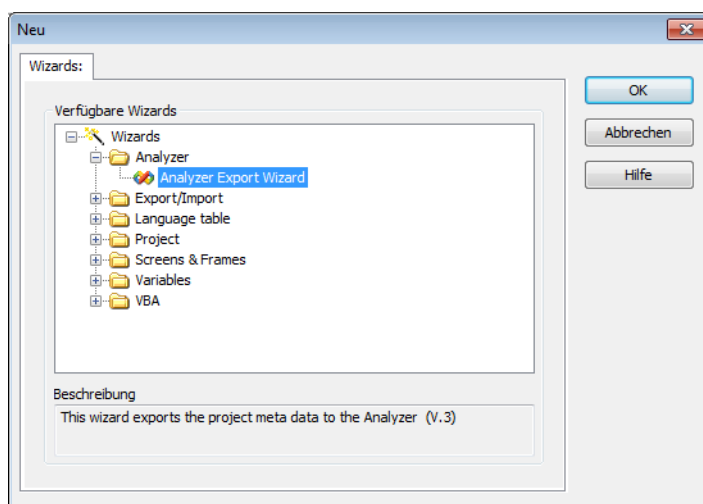 Neu
Wizards:
OK
Verfügbare Wizards
Wizards
Abbrechen
Analyzer
Analyzer Export Wizard
Hilfe
Export/Import
Language table
Project
Screens & Frames
Variables
VBA
Beschreibung
This wizard exports the project meta data to the Analyzer (V.3)